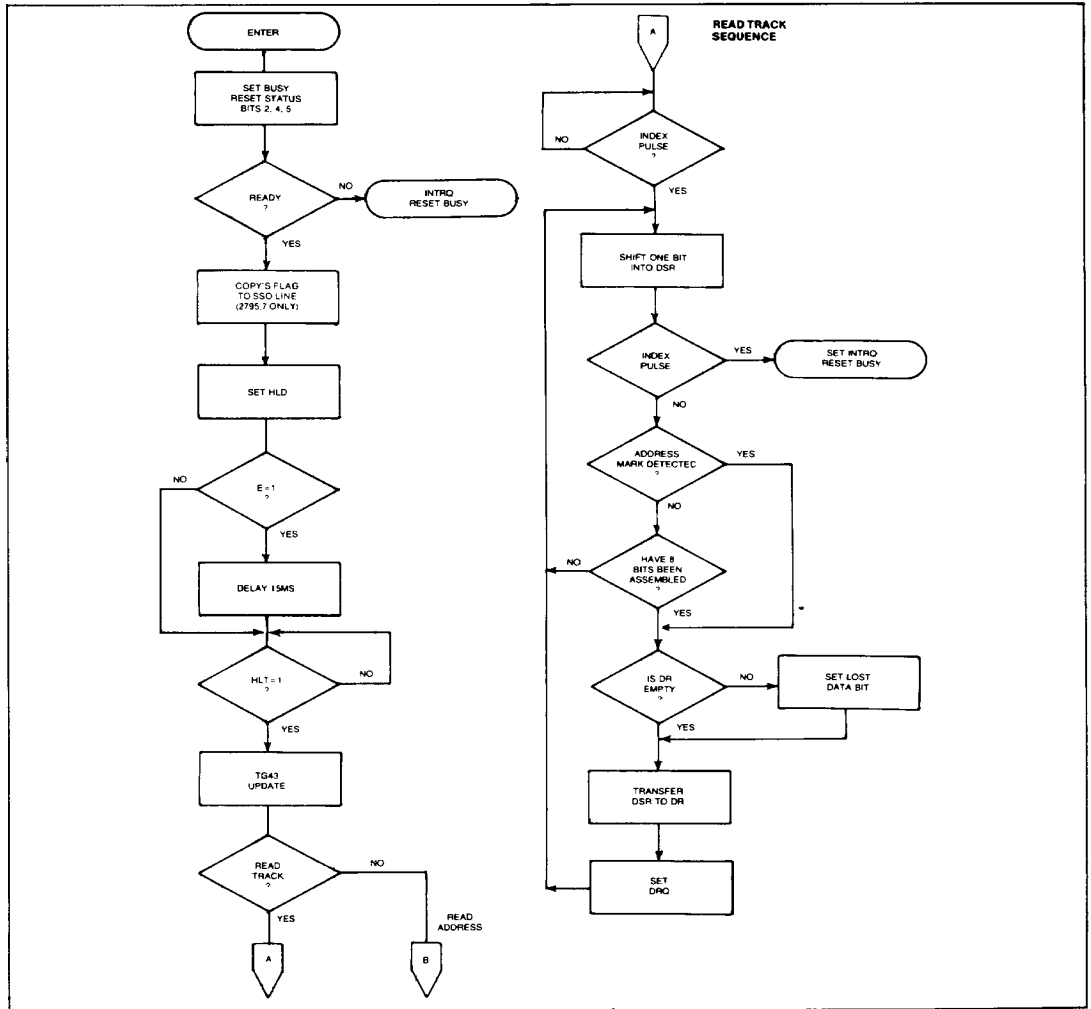 ENTER
SET BUSY
RESET STATUS
BITS 2, 4, 5
READY
?
NO
INTRQ
RESET BUSY
YES
COPY'S FLAG
TO SSO LINE
(2795,7 ONLY)
SET HLD
NO
E=1
?
YES
DELAY 15MS
HLT=1
?
NO
YES
TG43
UPDATE
READ
TRACK
?
NO
YES
READ
ADDRESS
A
B
A
READ TRACK
SEQUENCE
NO
INDEX
PULSE
?
YES
SHIFT ONE BIT
INTO DSR
INDEX
PULSE
YES
SET INTRQ
RESET BUSY
NO
ADDRESS
MARK DETECTED
?
YES
NO
NO
HAVE 8
BITS BEEN
ASSEMBLED
?
YES
IS DR
EMPTY
?
NO
SET LOST
DATA BIT
YES
TRANSFER
DSR TO DR
SET
DRQ